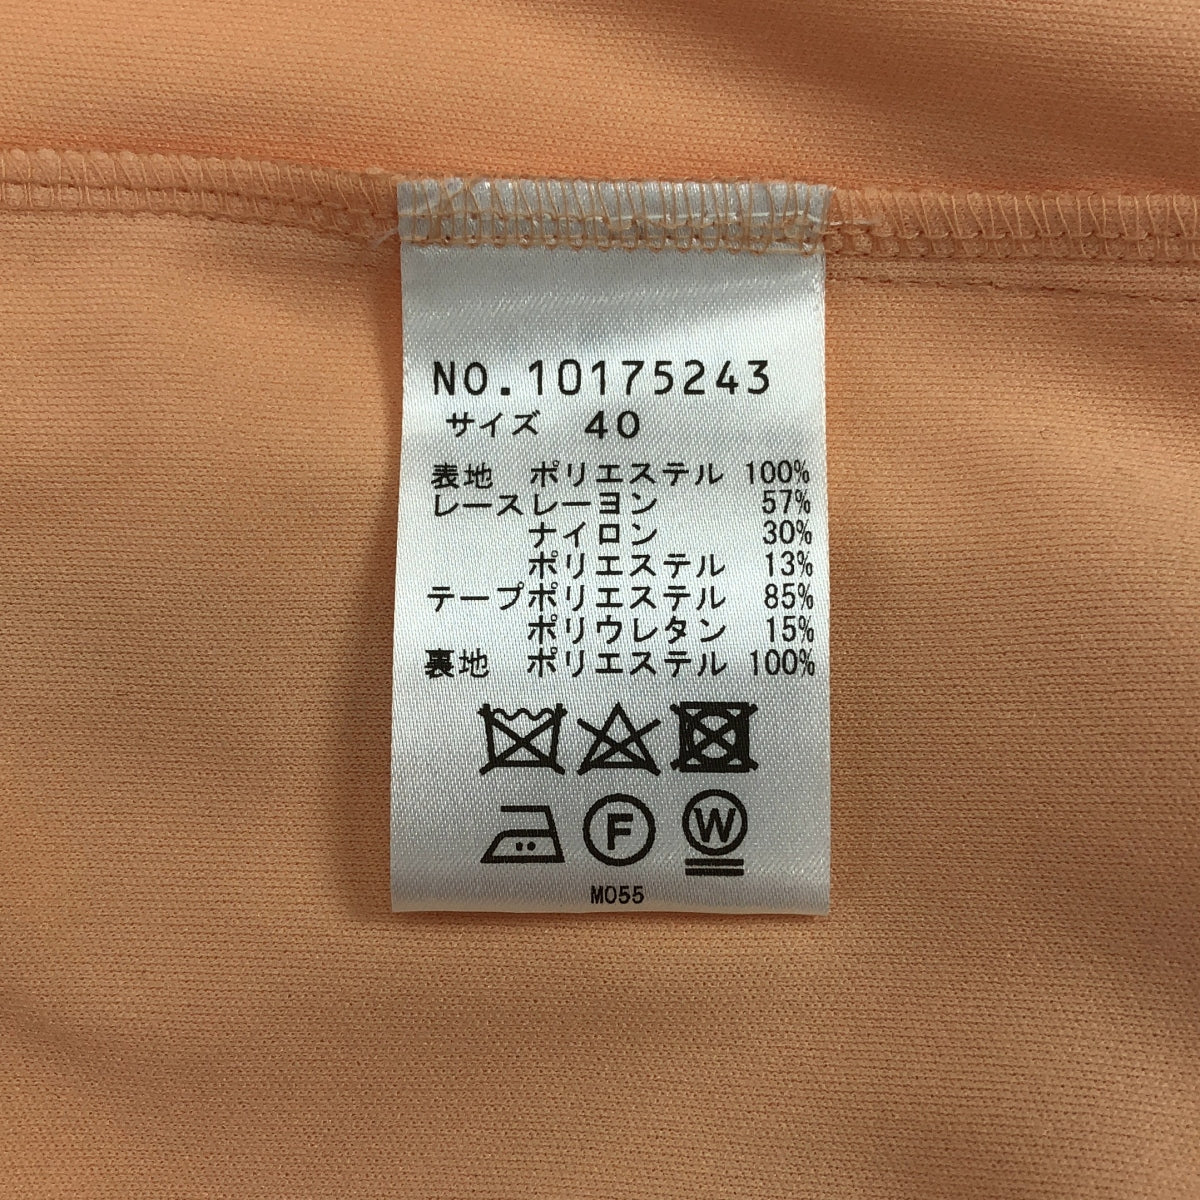 NO.10175243
サイズ 40
表地 ポリエステル 100%
レースレーヨン 57%
ナイロン 30%
ポリエステル 13%
テープポリエステル 85%
ポリウレタン 15%
裏地 ポリエステル 100%
F W
M055